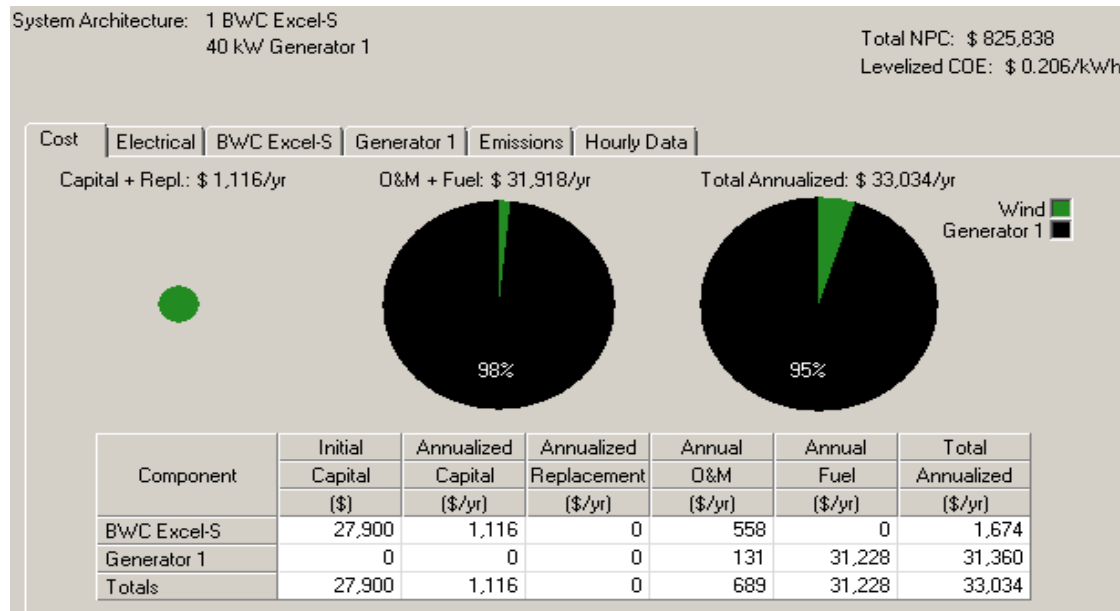 System Architecture: 1 BWC Excel-S
40 kW Generator 1
Total NPC: $ 825,838
Levelized COE: $ 0.206/kWh
Cost Electrical BWC Excel-S Generator 1 Emissions Hourly Data
Capital + Repl.: $ 1,116/yr O&M + Fuel: $ 31,918/yr Total Annualized: $ 33,034/yr
Wind
Generator 1
98% 95%
Initial Annualized Annualized Annual Annual Total
Component Capital Capital Replacement O&M Fuel Annualized
($) ($/yr) ($/yr) ($/yr) ($/yr) ($/yr)
BWC Excel-S 27,900 1,116 0 558 0 1,674
Generator 1 0 0 0 131 31,228 31,360
Totals 27,900 1,116 0 689 31,228 33,034